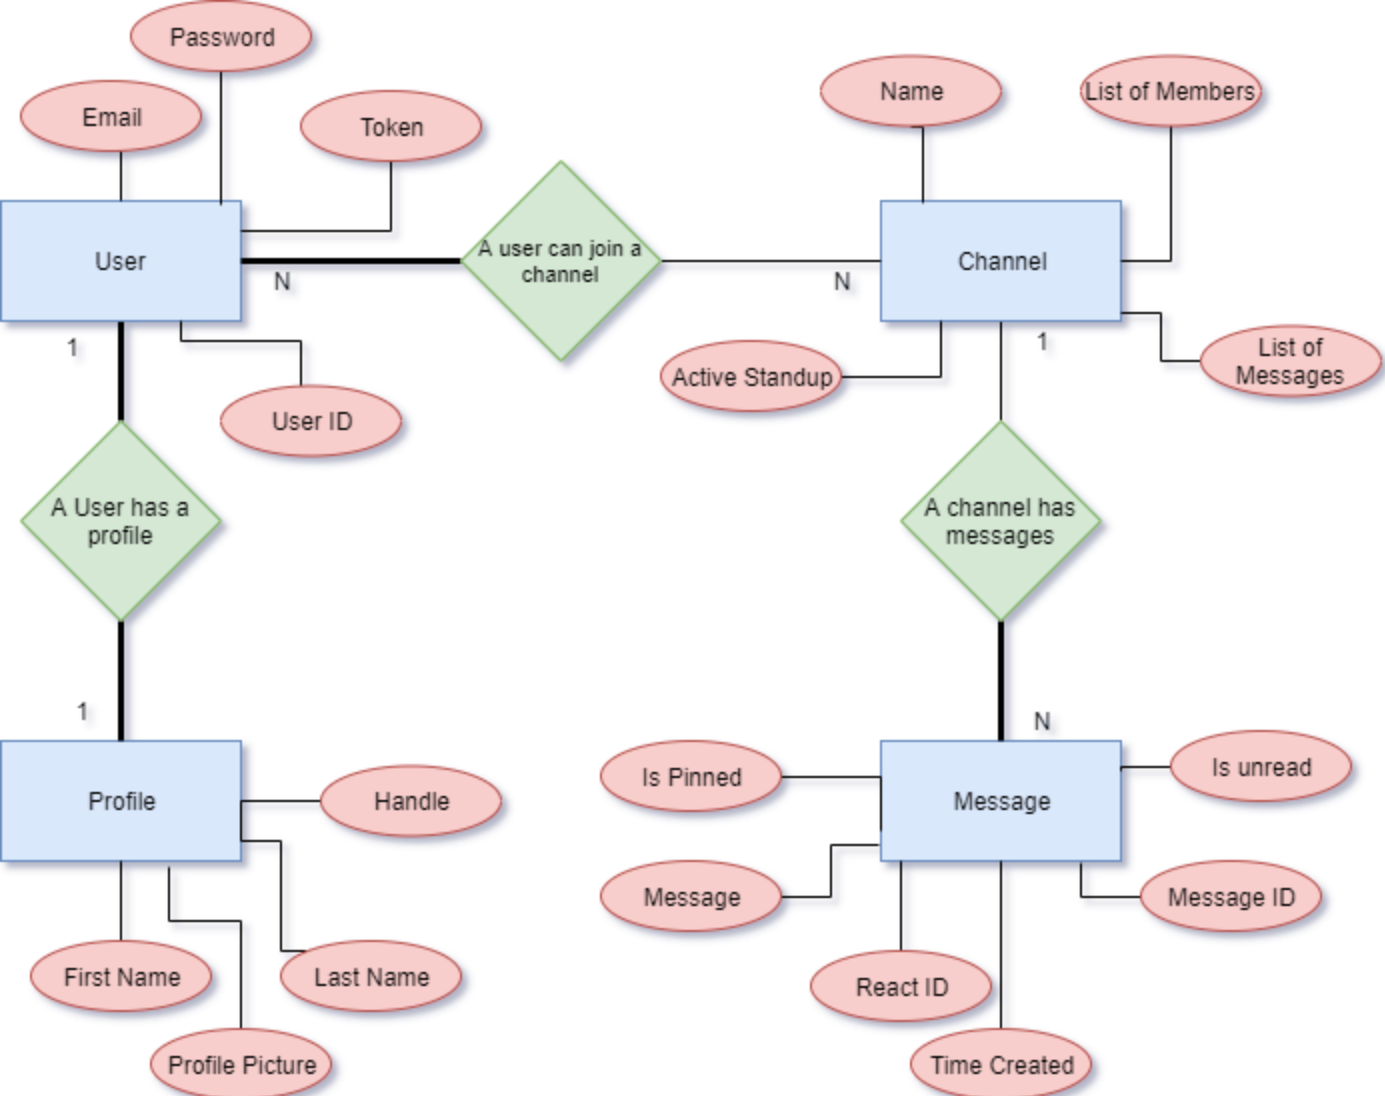 Password
Email
Token
Name
List of Members
User
A user can join a
channel
Channel
N
N
1
1
List of
Messages
Active Standup
User ID
A User has a
profile
A channel has
messages
1
N
Is Pinned
Is unread
Profile
Handle
Message
Message
Message ID
First Name
Last Name
React ID
Profile Picture
Time Created